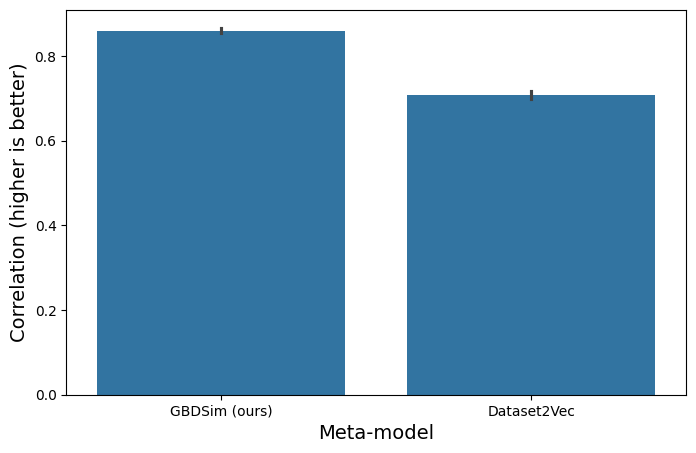 Correlation (higher is better)
0.8
0.6
0.4
0.2
0.0
GBDSim (ours)
Dataset2Vec
Meta-model